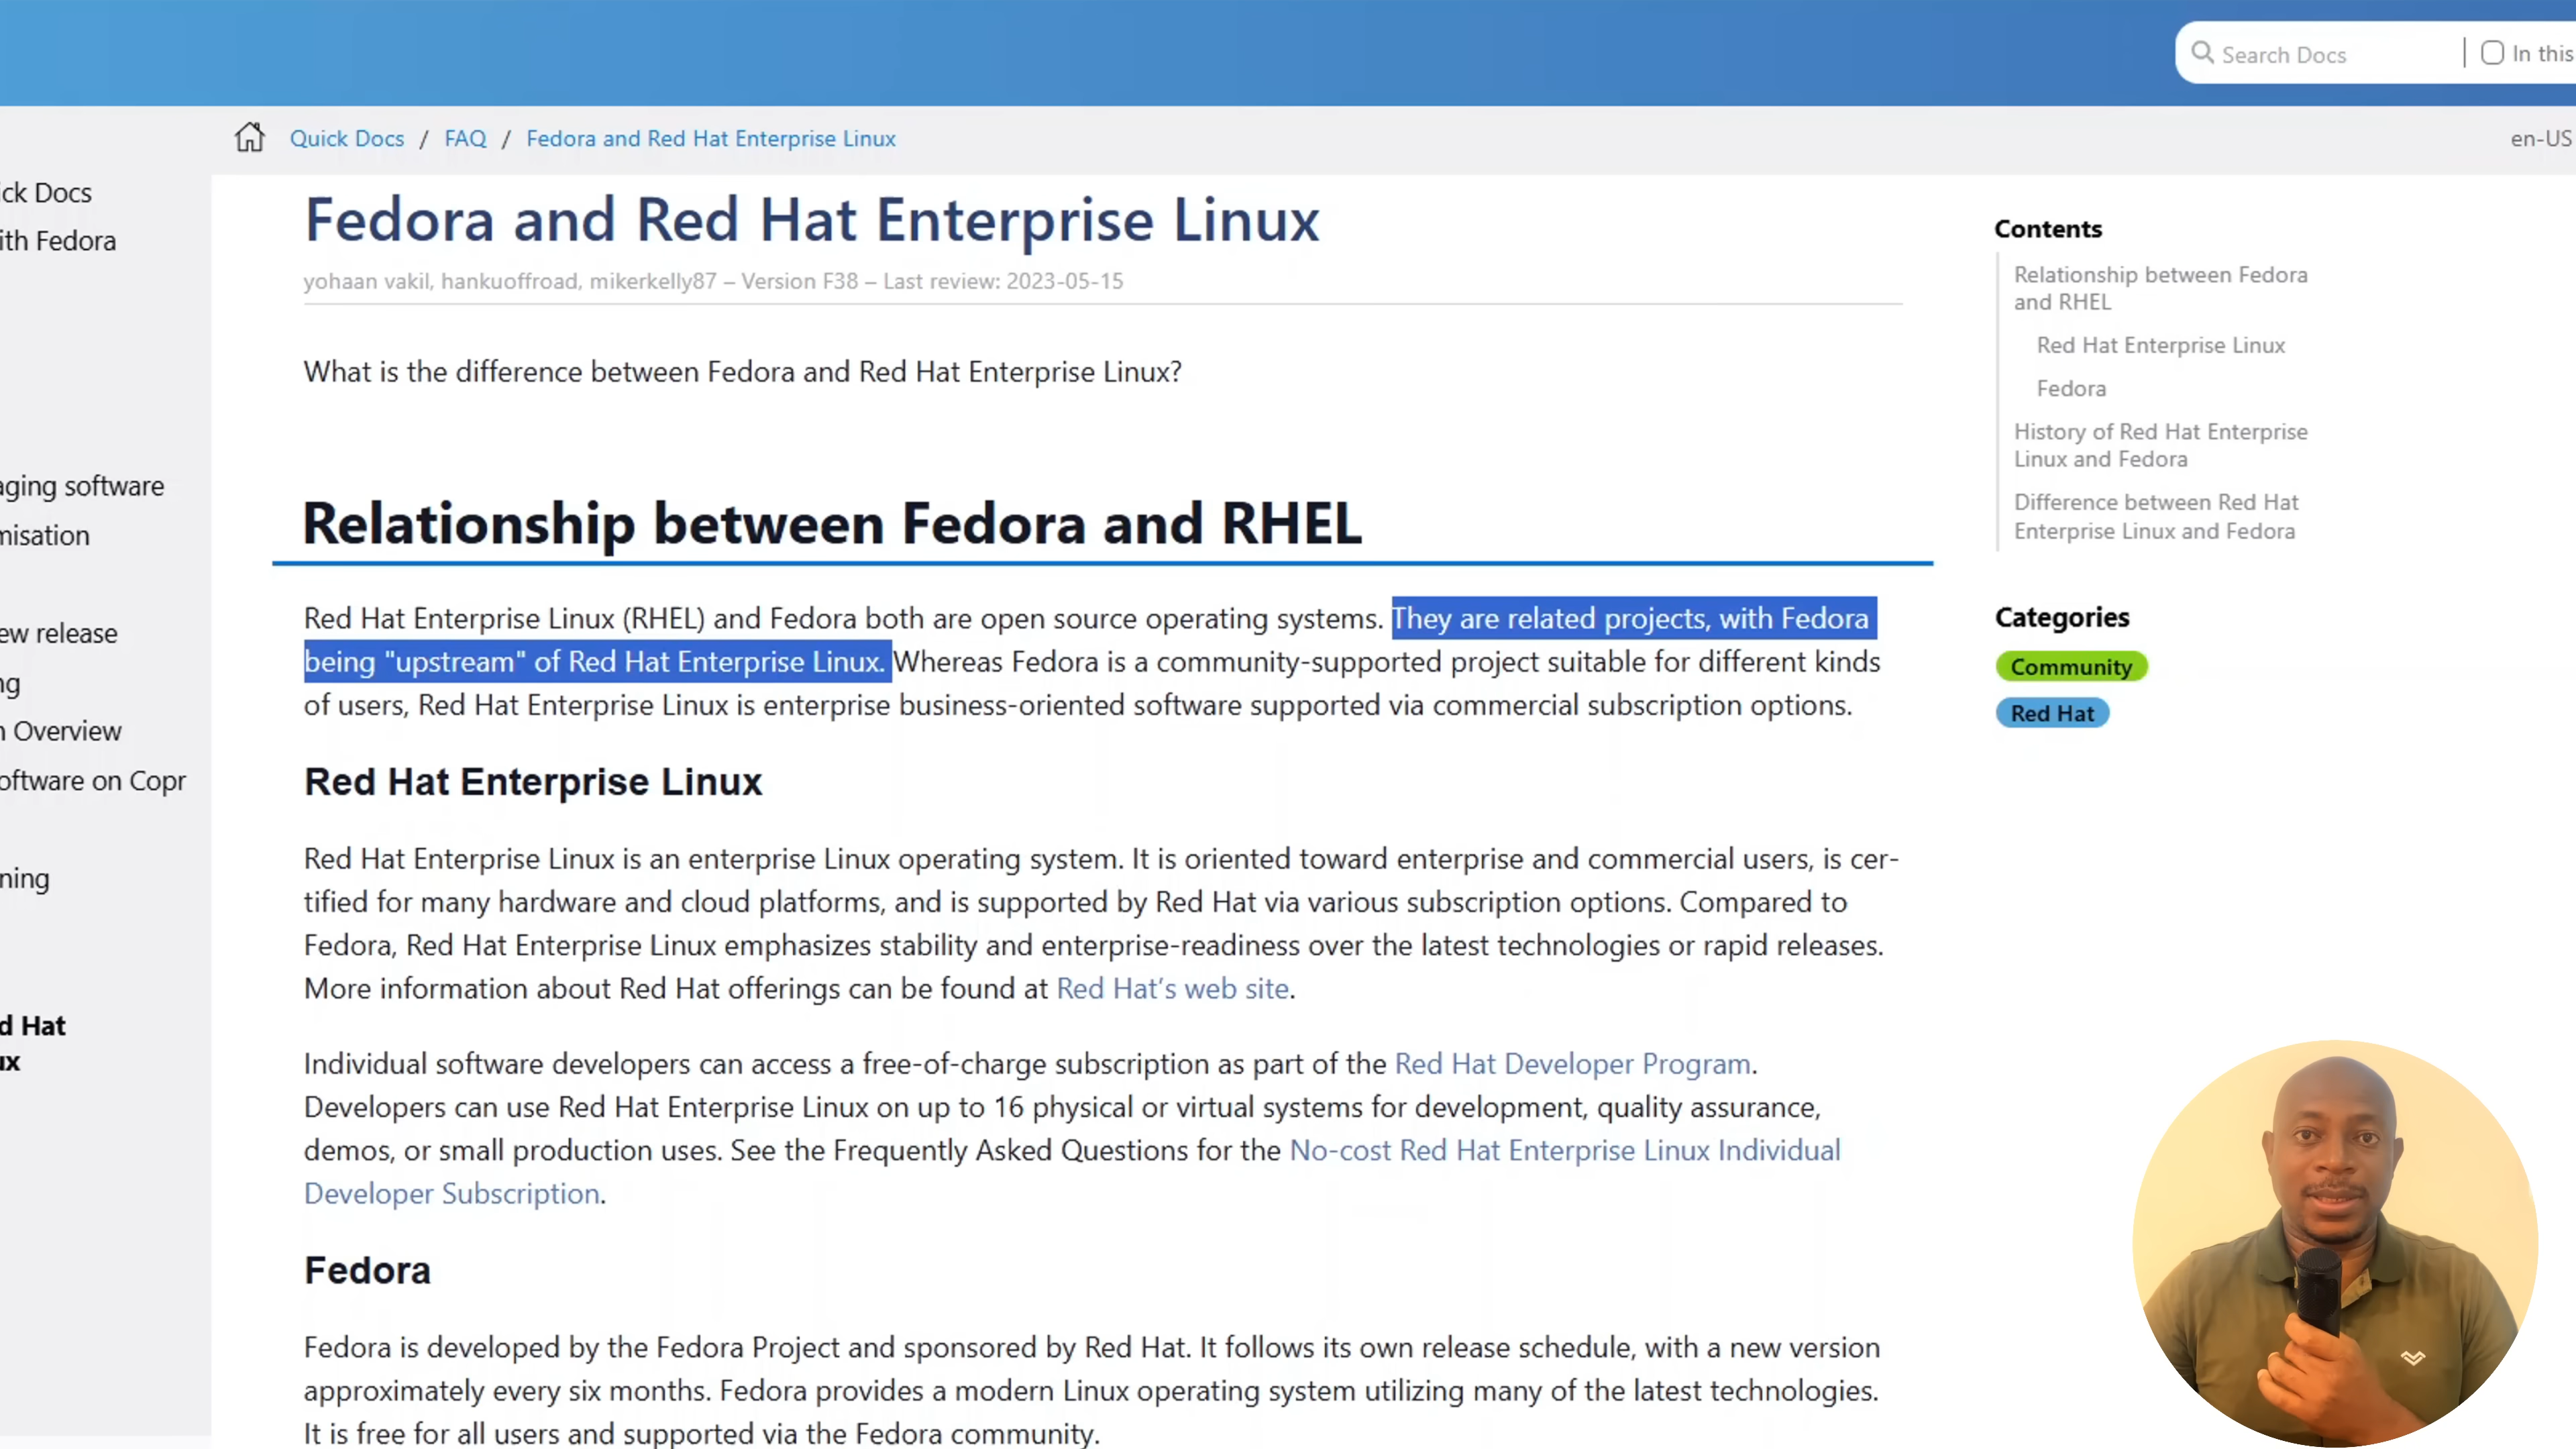 Search Docs
In this
Quick Docs / FAQ / Fedora and Red Hat Enterprise Linux
en-US
ck Docs
ith Fedora
aging software
misation
ew release
ng
n Overview
oftware on Copr
ning
d Hat
ux
Fedora and Red Hat Enterprise Linux
yohaan vakil, hankuoffroad, mikerkelly87 – Version F38 – Last review: 2023-05-15
What is the difference between Fedora and Red Hat Enterprise Linux?
Relationship between Fedora and RHEL
Red Hat Enterprise Linux (RHEL) and Fedora both are open source operating systems. They are related projects, with Fedora
being "upstream" of Red Hat Enterprise Linux. Whereas Fedora is a community-supported project suitable for different kinds
of users, Red Hat Enterprise Linux is enterprise business-oriented software supported via commercial subscription options.
Red Hat Enterprise Linux
Red Hat Enterprise Linux is an enterprise Linux operating system. It is oriented toward enterprise and commercial users, is cer-
tified for many hardware and cloud platforms, and is supported by Red Hat via various subscription options. Compared to
Fedora, Red Hat Enterprise Linux emphasizes stability and enterprise-readiness over the latest technologies or rapid releases.
More information about Red Hat offerings can be found at Red Hat’s web site.
Individual software developers can access a free-of-charge subscription as part of the Red Hat Developer Program.
Developers can use Red Hat Enterprise Linux on up to 16 physical or virtual systems for development, quality assurance,
demos, or small production uses. See the Frequently Asked Questions for the No-cost Red Hat Enterprise Linux Individual
Developer Subscription.
Fedora
Fedora is developed by the Fedora Project and sponsored by Red Hat. It follows its own release schedule, with a new version
approximately every six months. Fedora provides a modern Linux operating system utilizing many of the latest technologies.
It is free for all users and supported via the Fedora community.
Contents
Relationship between Fedora
and RHEL
Red Hat Enterprise Linux
Fedora
History of Red Hat Enterprise
Linux and Fedora
Difference between Red Hat
Enterprise Linux and Fedora
Categories
Community
Red Hat